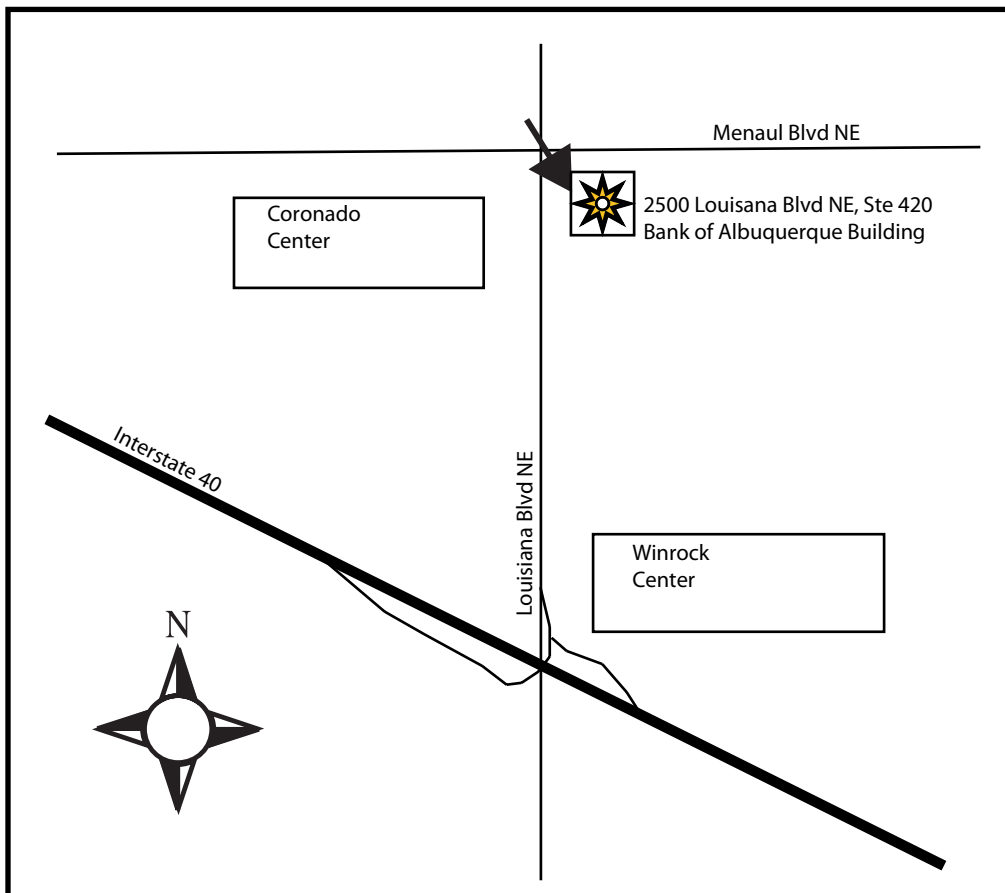 Menaul Blvd NE
Coronado
Center
2500 Louisana Blvd NE, Ste 420
Bank of Albuquerque Building
Interstate 40
Louisiana Blvd NE
Winrock
Center
N